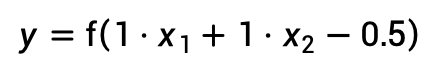 y = f(1 · x₁ + 1 · x₂ − 0.5)